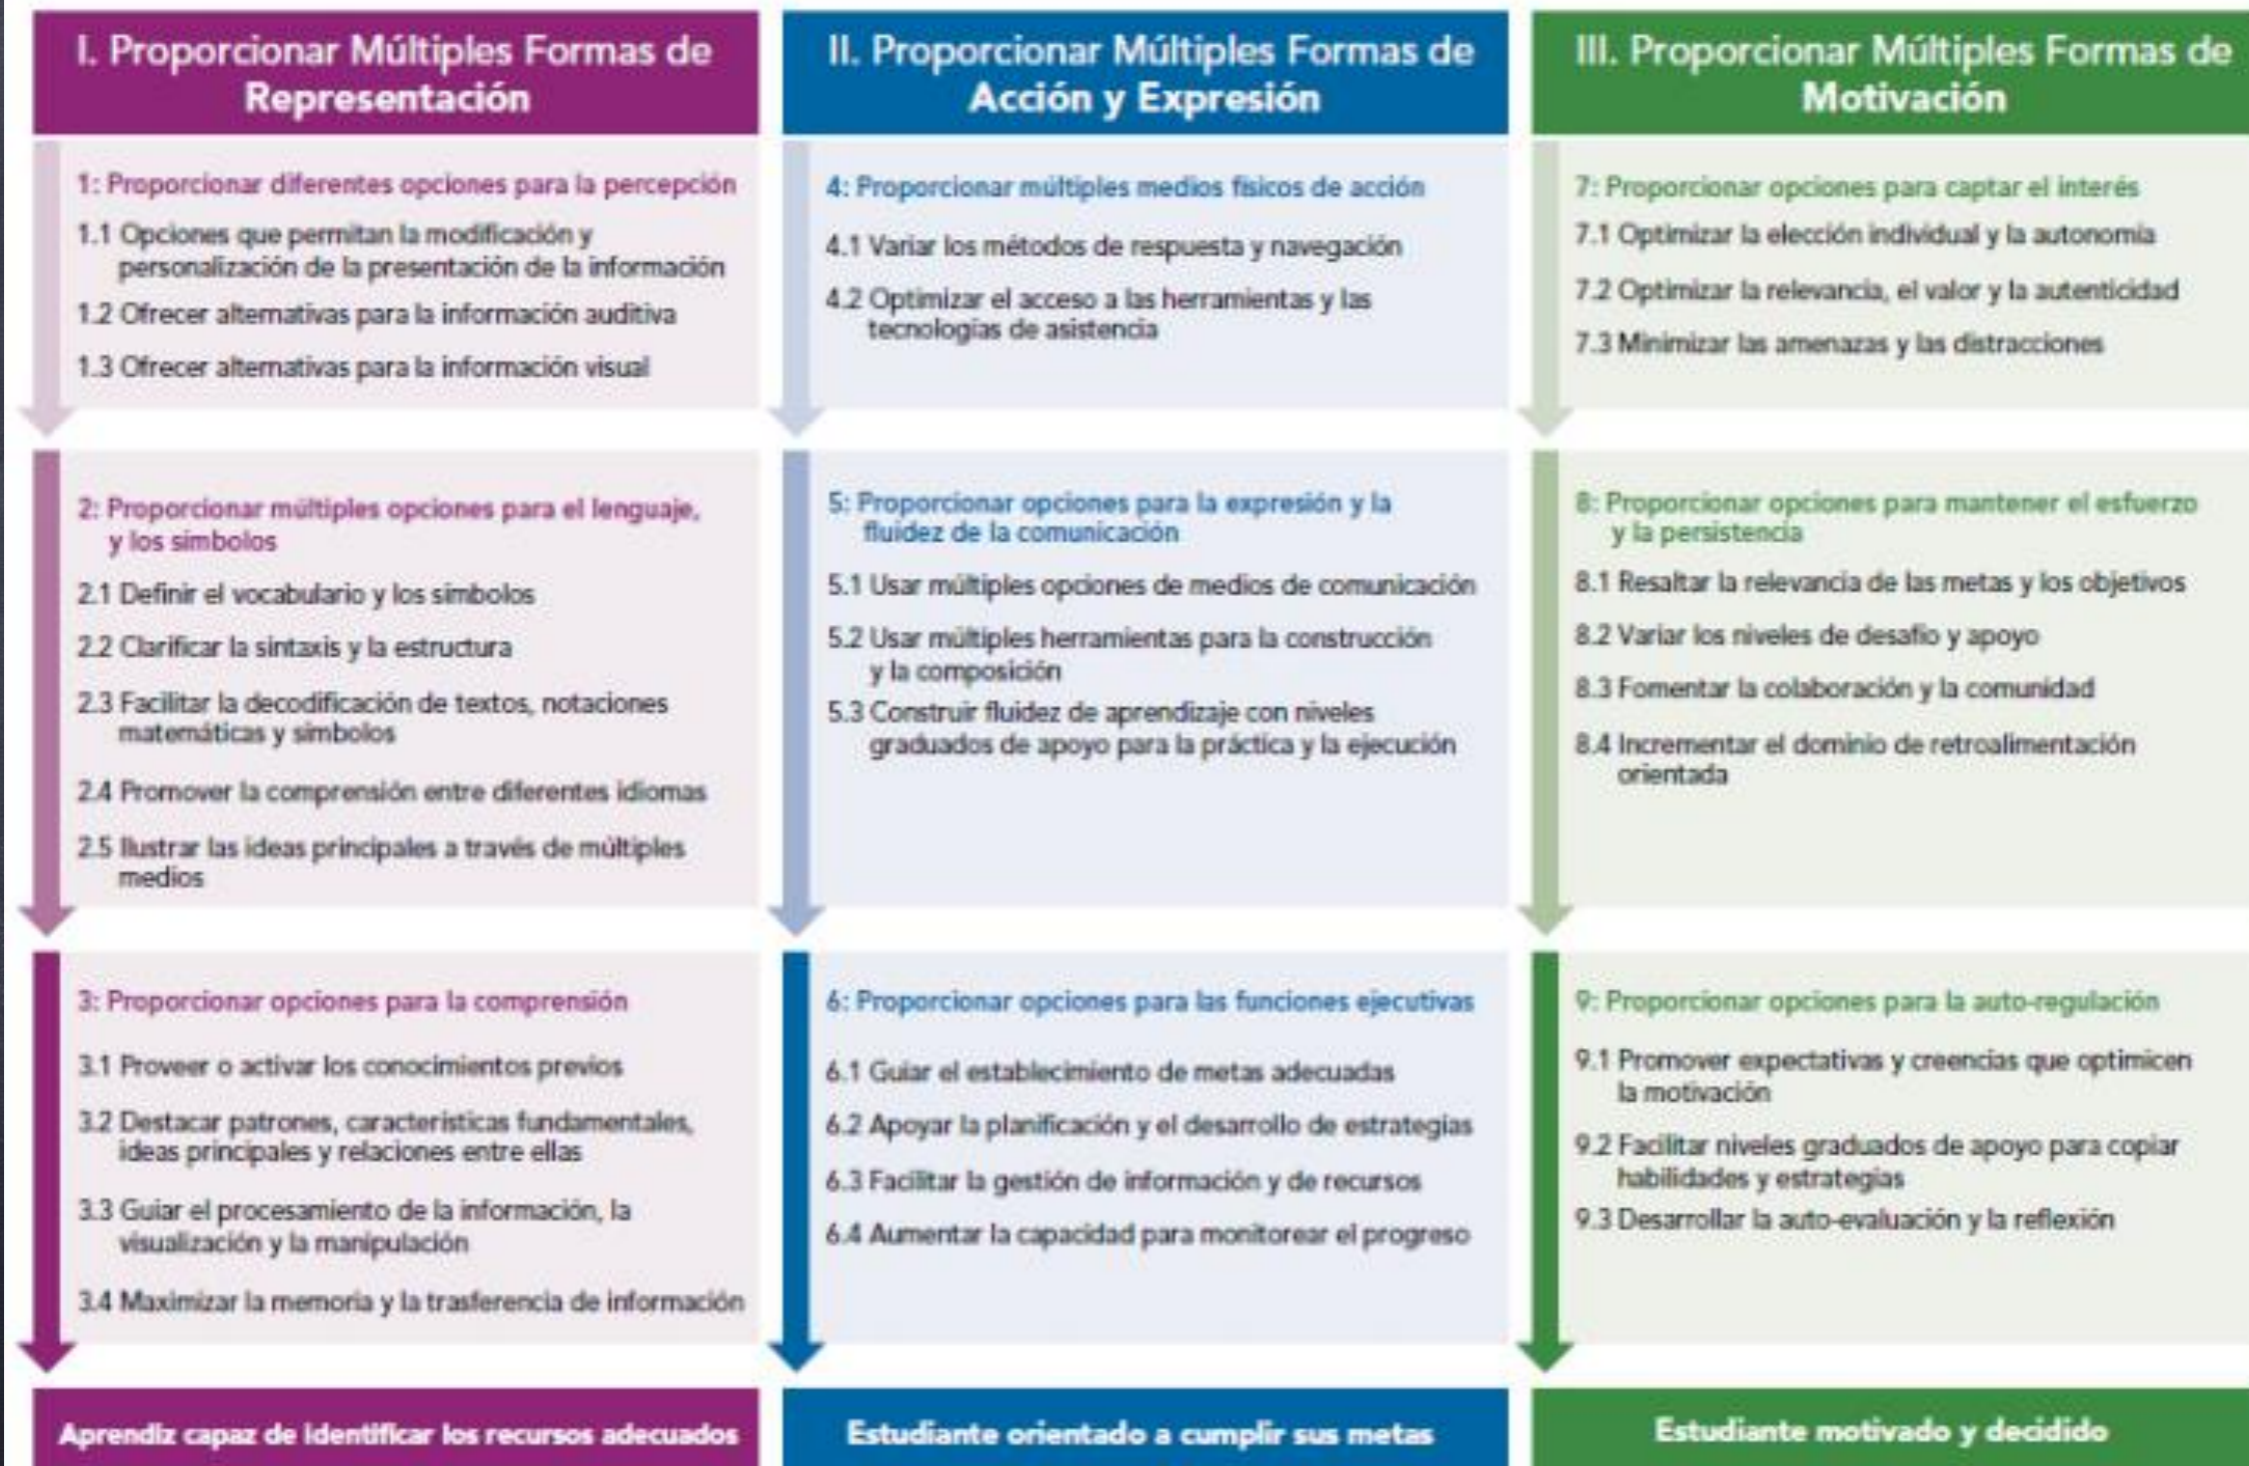 I. Proporcionar Múltiples Formas de
Representación
1: Proporcionar diferentes opciones para la percepción
1.1 Opciones que permitan la modificación y
personalización de la presentación de la información
1.2 Ofrecer alternativas para la información auditiva
1.3 Ofrecer alternativas para la información visual
2: Proporcionar múltiples opciones para el lenguaje,
y los símbolos
2.1 Definir el vocabulario y los símbolos
2.2 Clarificar la sintaxis y la estructura
2.3 Facilitar la decodificación de textos, notaciones
matemáticas y símbolos
2.4 Promover la comprensión entre diferentes idiomas
2.5 Ilustrar las ideas principales a través de múltiples
medios
3: Proporcionar opciones para la comprensión
3.1 Proveer o activar los conocimientos previos
3.2 Destacar patrones, características fundamentales,
ideas principales y relaciones entre ellas
3.3 Guiar el procesamiento de la información, la
visualización y la manipulación
3.4 Maximizar la memoria y la trasferencia de información
Aprendiz capaz de identificar los recursos adecuados
II. Proporcionar Múltiples Formas de
Acción y Expresión
4: Proporcionar múltiples medios físicos de acción
4.1 Variar los métodos de respuesta y navegación
4.2 Optimizar el acceso a las herramientas y las
tecnologías de asistencia
5: Proporcionar opciones para la expresión y la
fluidez de la comunicación
5.1 Usar múltiples opciones de medios de comunicación
5.2 Usar múltiples herramientas para la construcción
y la composición
5.3 Construir fluidez de aprendizaje con niveles
graduados de apoyo para la práctica y la ejecución
6: Proporcionar opciones para las funciones ejecutivas
6.1 Guiar el establecimiento de metas adecuadas
6.2 Apoyar la planificación y el desarrollo de estrategias
6.3 Facilitar la gestión de información y de recursos
6.4 Aumentar la capacidad para monitorear el progreso
Estudiante orientado a cumplir sus metas
III. Proporcionar Múltiples Formas de
Motivación
7: Proporcionar opciones para captar el interés
7.1 Optimizar la elección individual y la autonomía
7.2 Optimizar la relevancia, el valor y la autenticidad
7.3 Minimizar las amenazas y las distracciones
8: Proporcionar opciones para mantener el esfuerzo
y la persistencia
8.1 Resaltar la relevancia de las metas y los objetivos
8.2 Variar los niveles de desafío y apoyo
8.3 Fomentar la colaboración y la comunidad
8.4 Incrementar el dominio de retroalimentación
orientada
9: Proporcionar opciones para la auto-regulación
9.1 Promover expectativas y creencias que optimicen
la motivación
9.2 Facilitar niveles graduados de apoyo para copiar
habilidades y estrategias
9.3 Desarrollar la auto-evaluación y la reflexión
Estudiante motivado y decidido